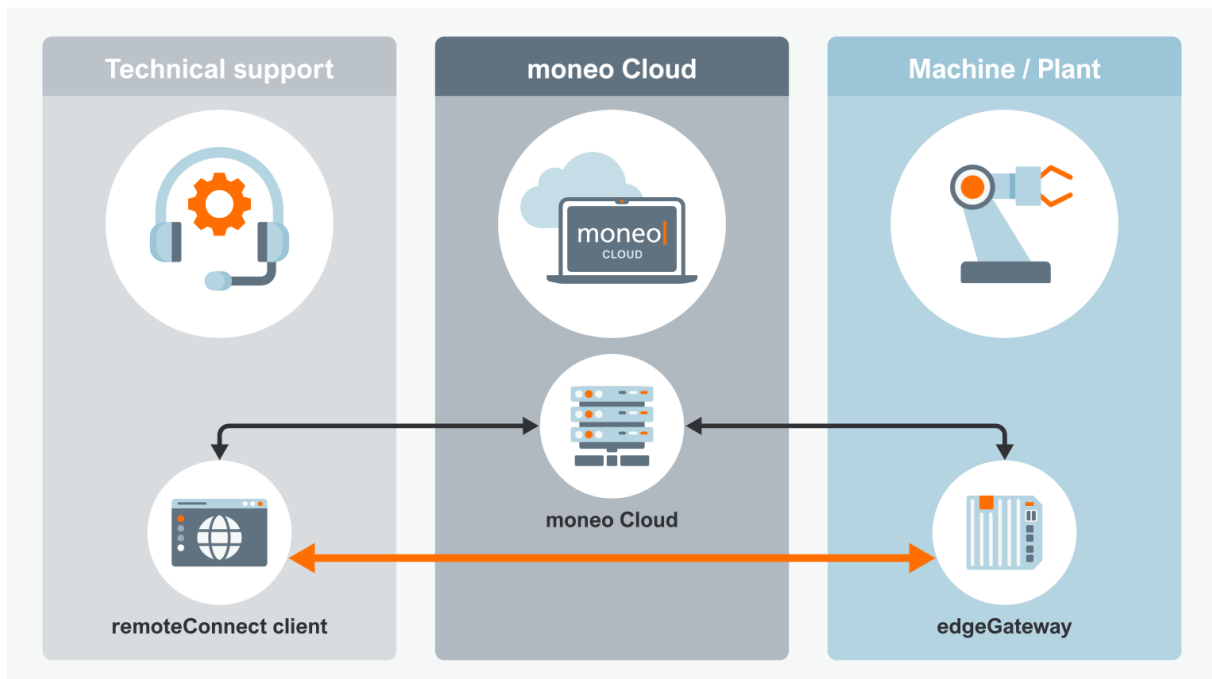 Technical support
moneo Cloud
Machine / Plant
moneo
CLOUD
moneo Cloud
remoteConnect client
edgeGateway